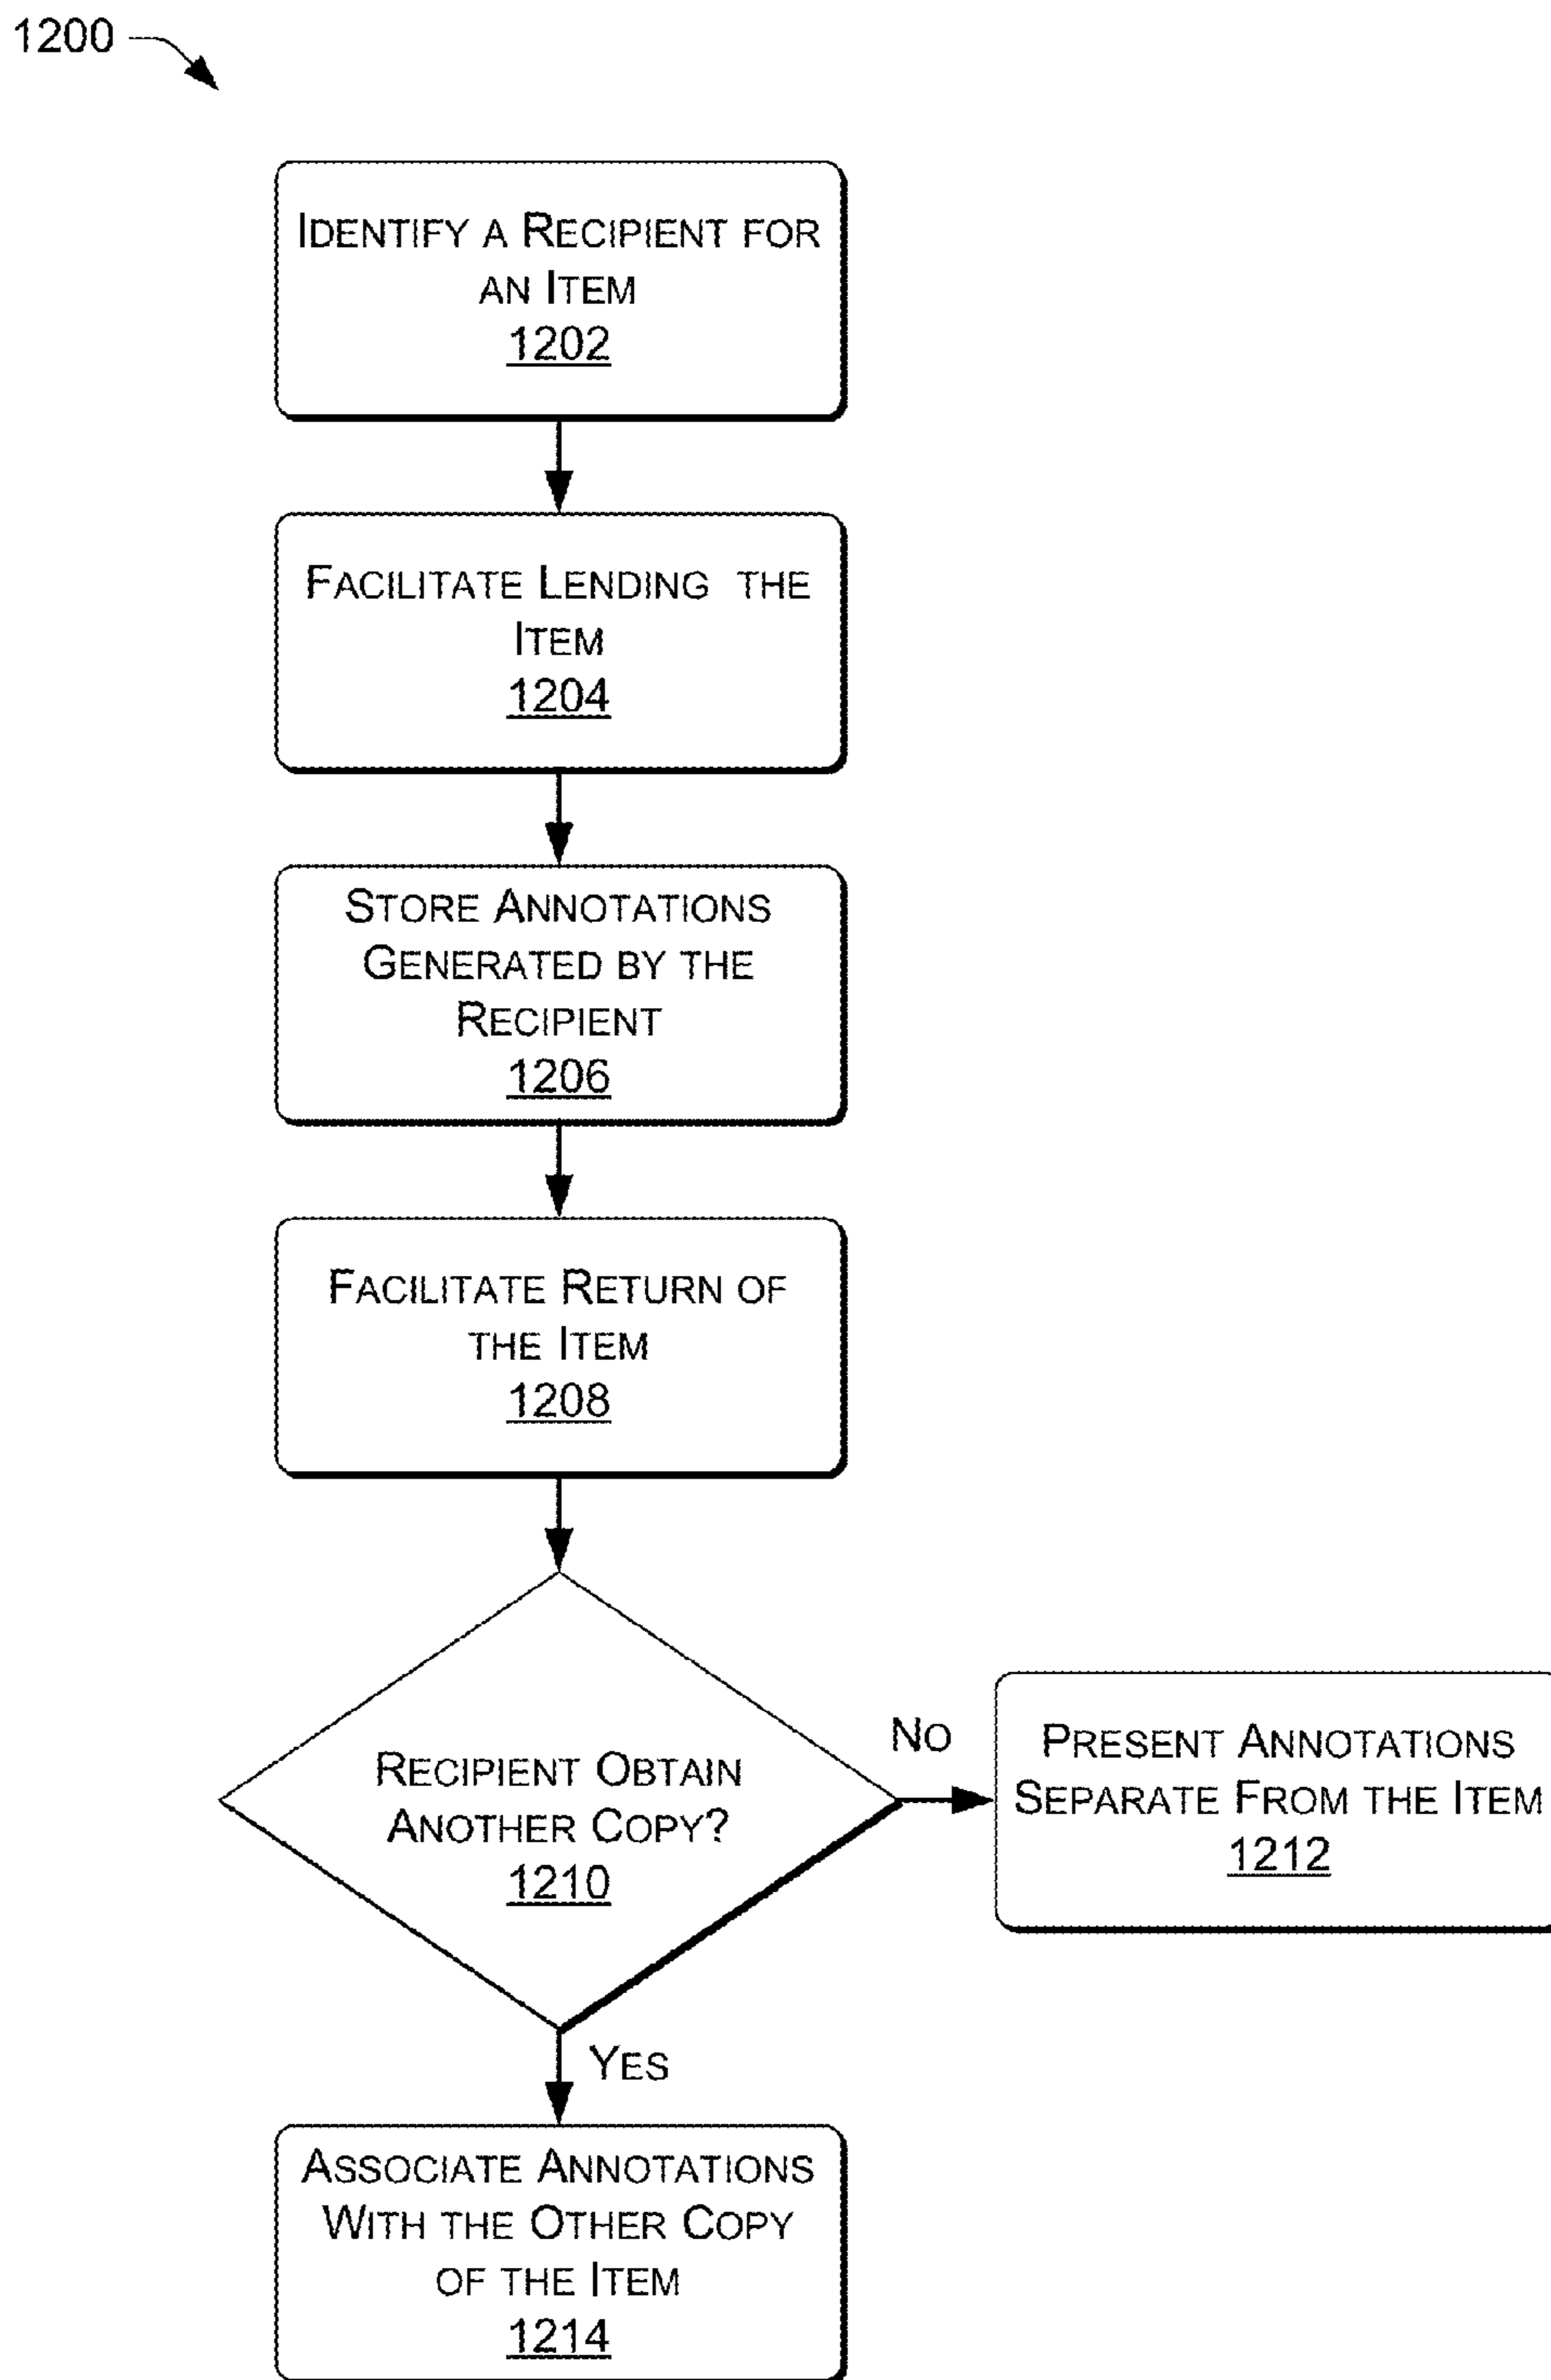 1200
IDENTIFY A RECIPIENT FOR
AN ITEM
1202
FACILITATE LENDING THE
ITEM
1204
STORE ANNOTATIONS
GENERATED BY THE
RECIPIENT
1206
FACILITATE RETURN OF
THE ITEM
1208
RECIPIENT OBTAIN
ANOTHER COPY?
1210
NO
PRESENT ANNOTATIONS
SEPARATE FROM THE ITEM
1212
YES
ASSOCIATE ANNOTATIONS
WITH THE OTHER COPY
OF THE ITEM
1214